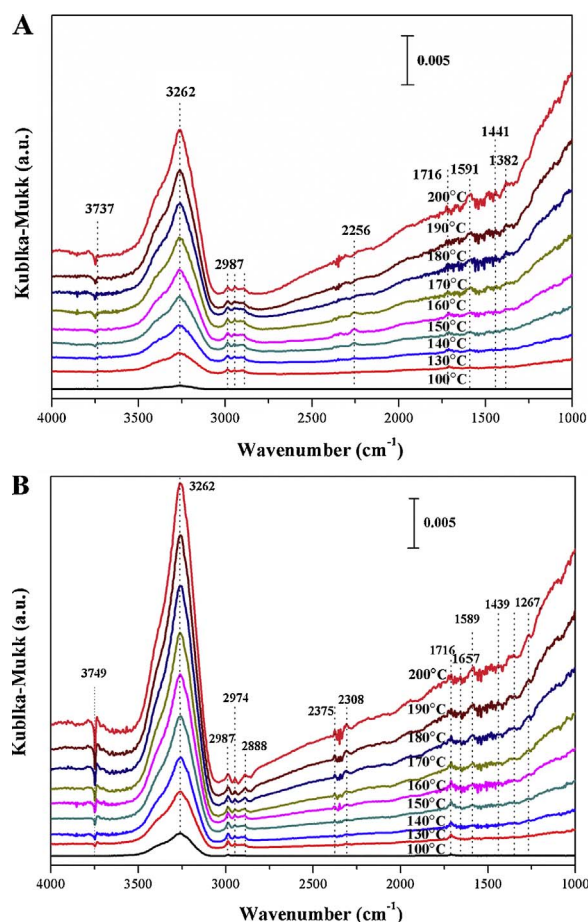 A
0.005
3262
3737
2987
2256
1716
1591
1441
1382
200°C
190°C
180°C
170°C
160°C
150°C
140°C
130°C
100°C
Kublka-Mukk (a.u.)
4000 3500 3000 2500 2000 1500 1000
Wavenumber (cm⁻¹)
B
3262
0.005
3749
2974
2987
2888
2375
2308
1716
1657
1589
1439
1267
200°C
190°C
180°C
170°C
160°C
150°C
140°C
130°C
100°C
Kublka-Mukk (a.u.)
4000 3500 3000 2500 2000 1500 1000
Wavenumber (cm⁻¹)